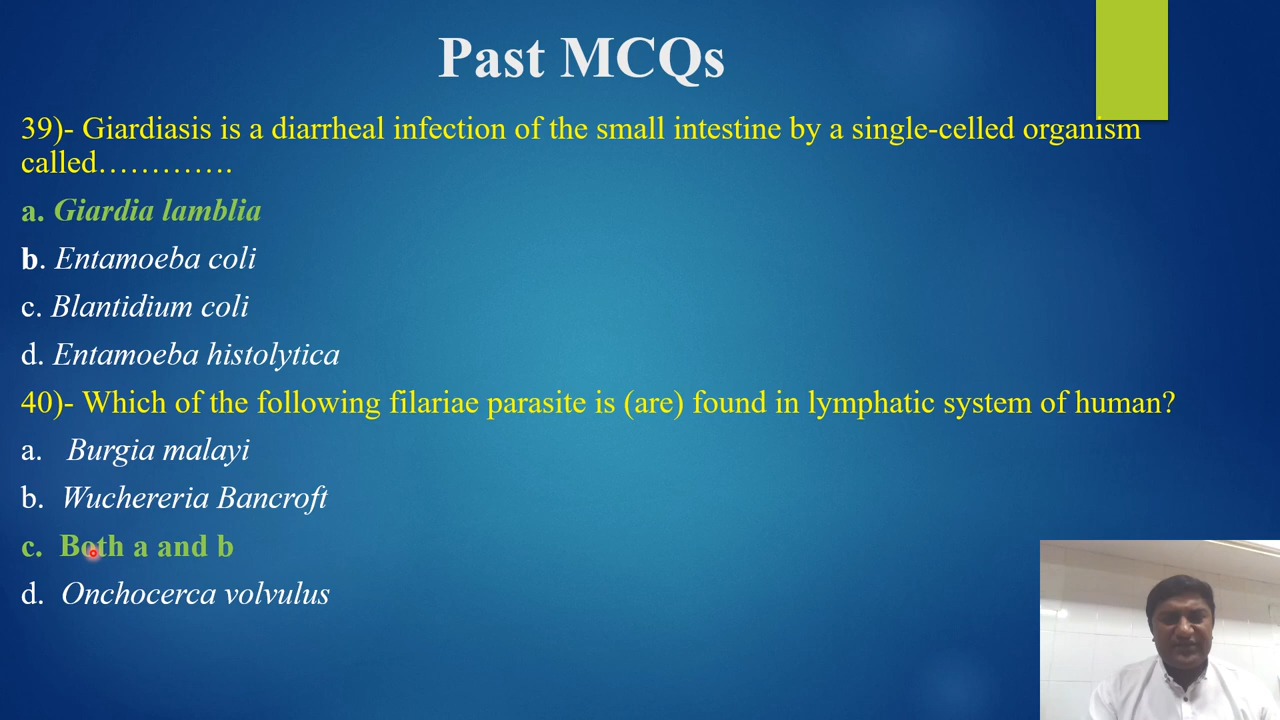 Past MCQs
39)- Giardiasis is a diarrheal infection of the small intestine by a single-celled organism
called………….
a. Giardia lamblia
b. Entamoeba coli
c. Blantidium coli
d. Entamoeba histolytica
40)- Which of the following filariae parasite is (are) found in lymphatic system of human?
a. Burgia malayi
b. Wuchereria Bancroft
c. Both a and b
d. Onchocerca volvulus